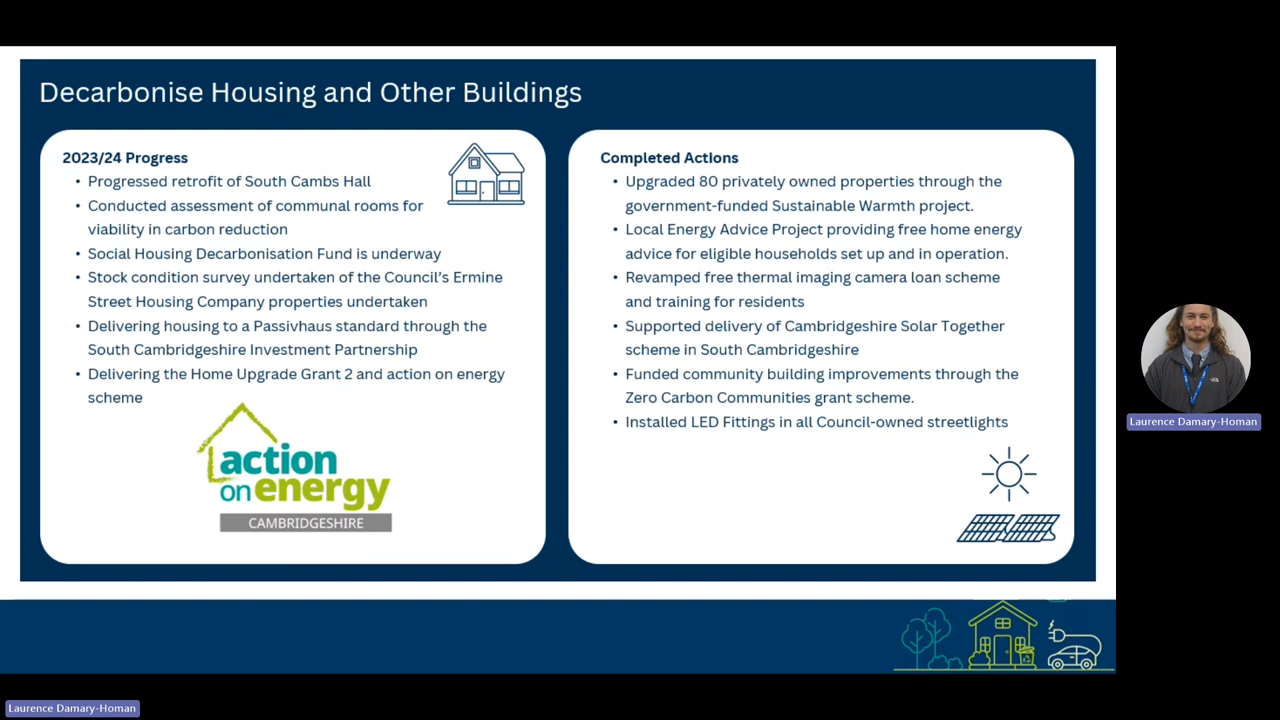 Decarbonise Housing and Other Buildings
2023/24 Progress
• Progressed retrofit of South Cambs Hall
• Conducted assessment of communal rooms for
viability in carbon reduction
• Social Housing Decarbonisation Fund is underway
• Stock condition survey undertaken of the Council's Ermine
Street Housing Company properties undertaken
• Delivering housing to a Passivhaus standard through the
South Cambridgeshire Investment Partnership
• Delivering the Home Upgrade Grant 2 and action on energy
scheme
action
on energy
CAMBRIDGESHIRE
Completed Actions
• Upgraded 80 privately owned properties through the
government-funded Sustainable Warmth project.
• Local Energy Advice Project providing free home energy
advice for eligible households set up and in operation.
• Revamped free thermal imaging camera loan scheme
and training for residents
• Supported delivery of Cambridgeshire Solar Together
scheme in South Cambridgeshire
• Funded community building improvements through the
Zero Carbon Communities grant scheme.
• Installed LED Fittings in all Council-owned streetlights
Laurence Damary-Homan
Laurence Damary-Homan